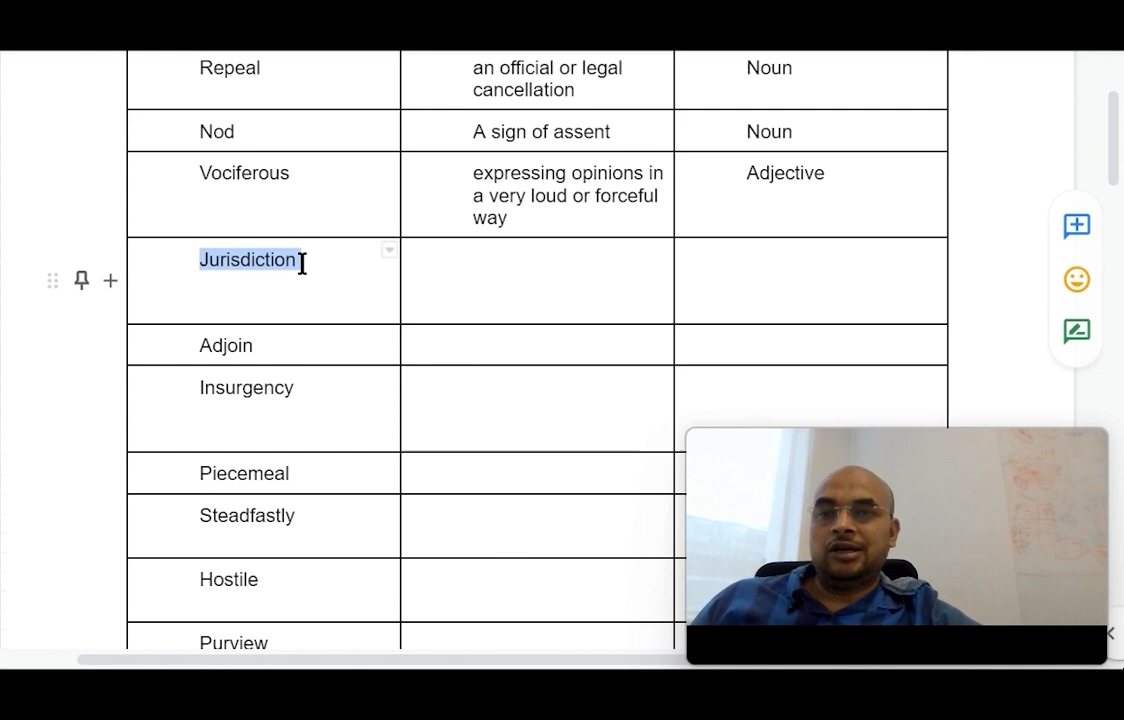 Repeal
an official or legal
cancellation
Noun
Nod
A sign of assent
Noun
Vociferous
expressing opinions in
a very loud or forceful
way
Adjective
Jurisdiction
Adjoin
Insurgency
Piecemeal
Steadfastly
Hostile
Purview